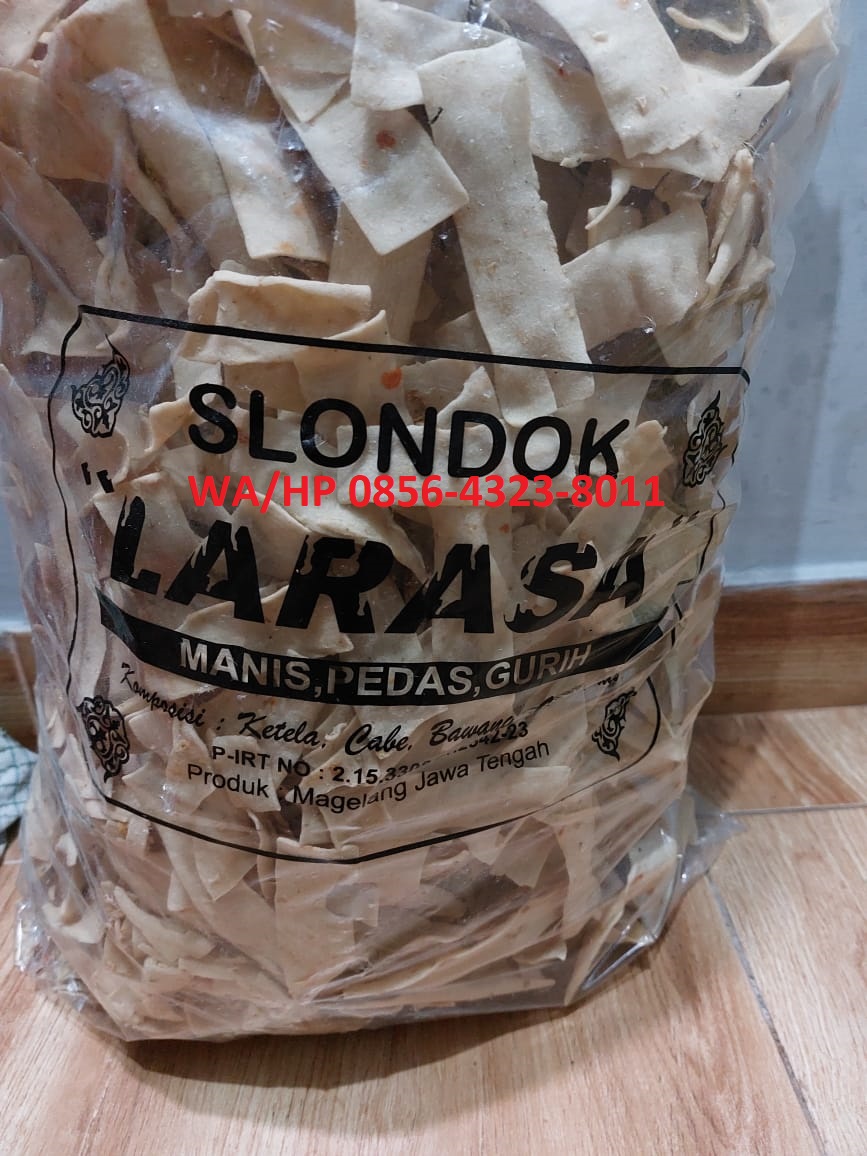 SLONDOK
WA/HP 0856-4323-8011
"LARASA"
MANIS,PEDAS,GURIH
Komposisi : Ketela, Cabe, Bawang
P-IRT NO : 2.15.330
Produk : Magelang Jawa Tengah